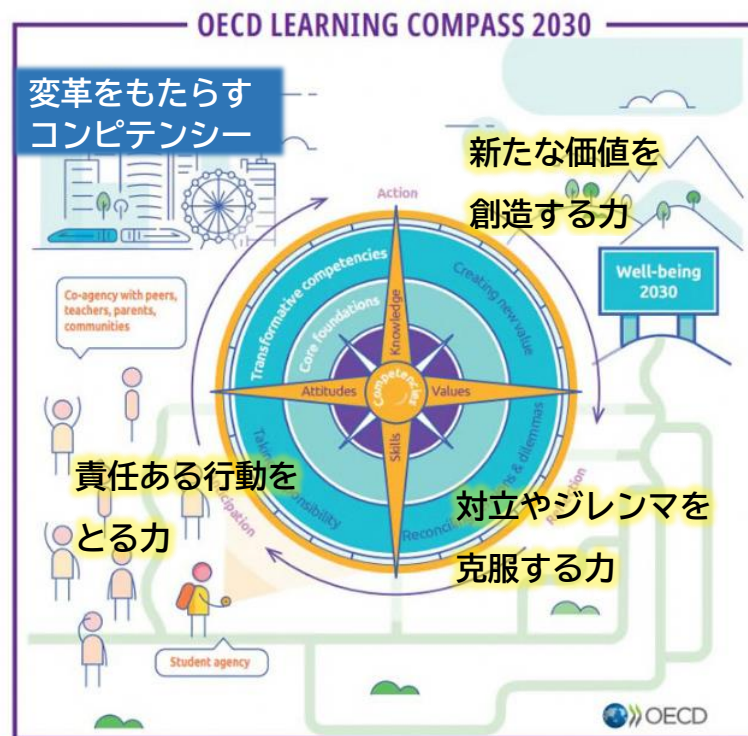 OECD LEARNING COMPASS 2030
変革をもたらす
コンピテンシー
新たな価値を
創造する力
Action
Well-being
2030
Co-agency with peers,
teachers, parents,
communities
Transformative competencies
Creating new value
Core foundations
Knowledge
Attitudes
Competencies
Values
Skills
責任ある行動を
とる力
対立やジレンマを
克服する力
& dilemmas
Student agency
OECD